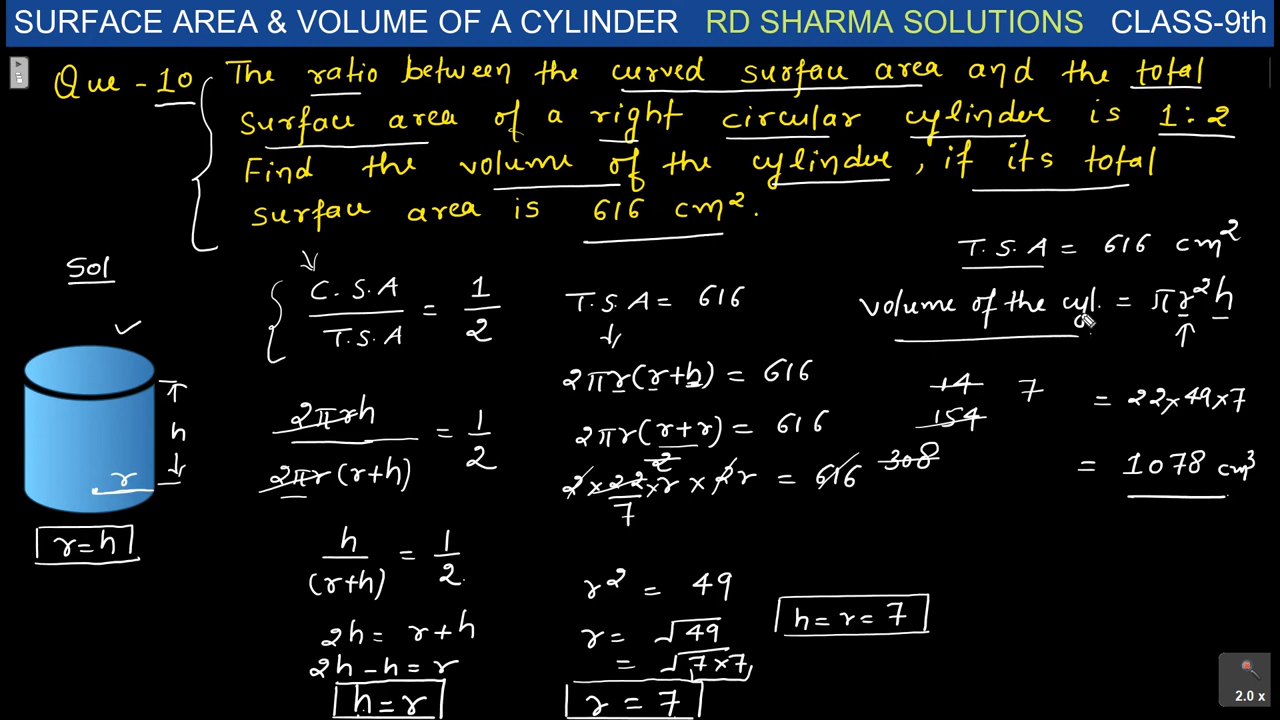 SURFACE AREA & VOLUME OF A CYLINDER RD SHARMA SOLUTIONS CLASS-9th
Que - 10 The ratio between the curved surface area and the total
surface area of a right circular cylinder is 1:2
Find the volume of the cylinder, if its total
surface area is 616 cm².
Sol
r
h
r=h
C.S.A / T.S.A = 1/2
2πrh / 2πr(r+h) = 1/2
h / (r+h) = 1/2
2h = r+h
2h - h = r
h=r
T.S.A = 616
2πr(r+h) = 616
2πr(r+r) = 616
2
2 × 22/7 × r × 2r = 616 308
154
14 7
r² = 49
r = √49
= √7×7
r = 7
h = r = 7
T.S.A = 616 cm²
volume of the cyl. = πr²h
= 22×49×7
= 1078 cm³
2.0 x